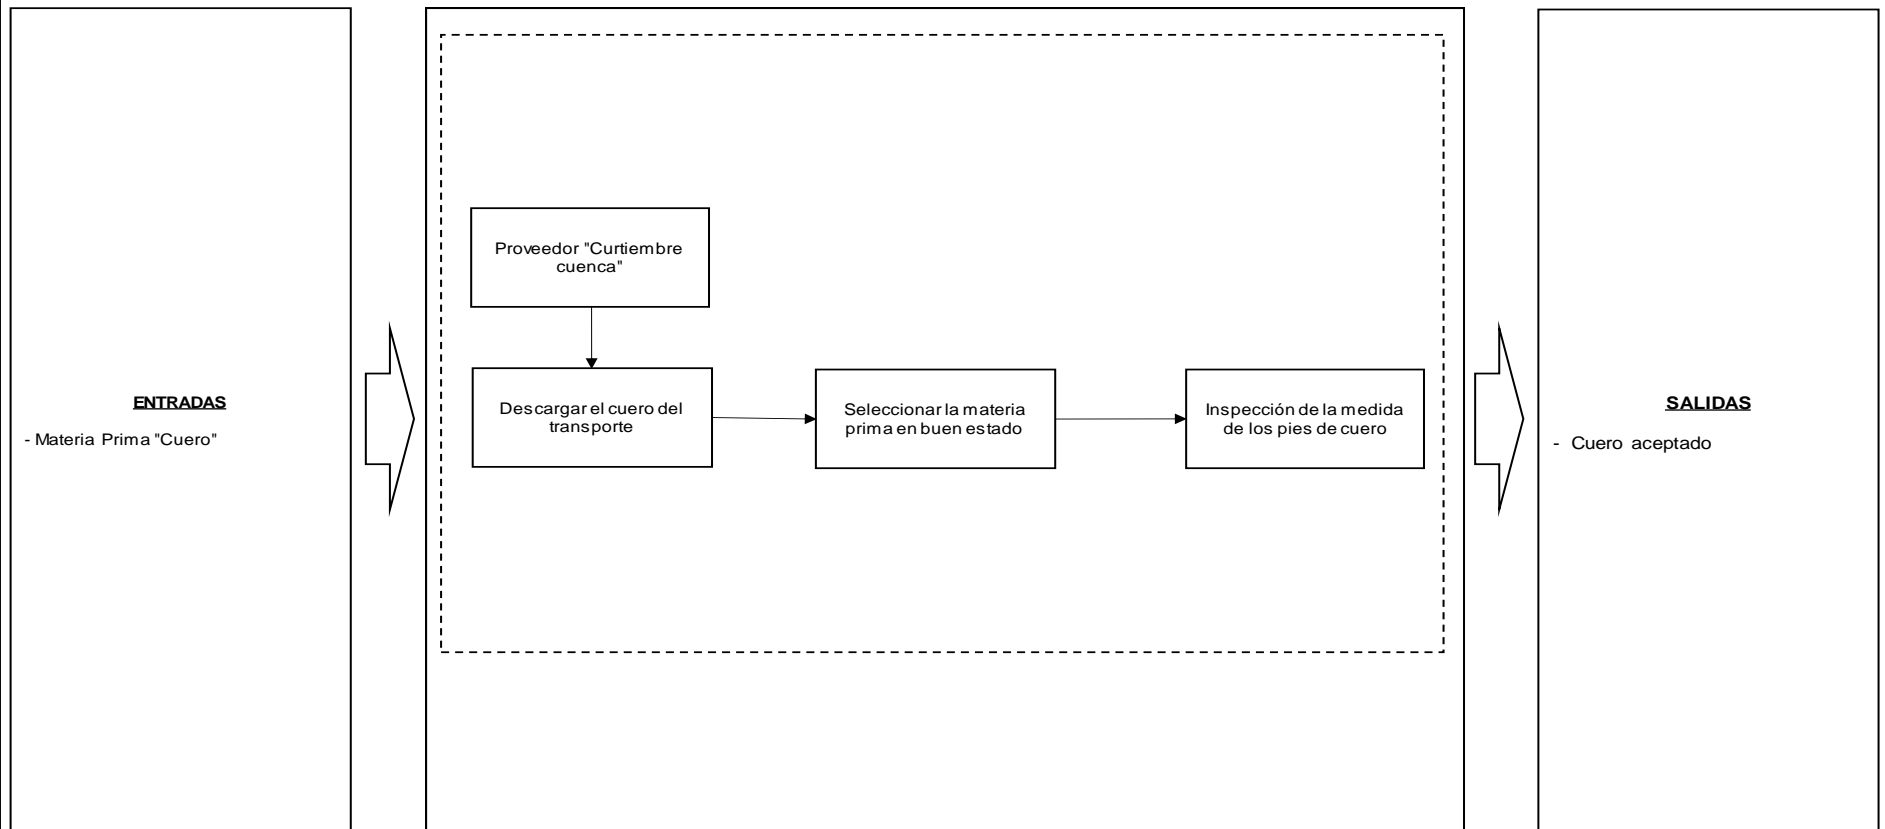 ENTRADAS
- Materia Prima "Cuero"
Proveedor "Curtiembre
cuenca"
Descargar el cuero del
transporte
Seleccionar la materia
prima en buen estado
Inspección de la medida
de los pies de cuero
SALIDAS
- Cuero aceptado